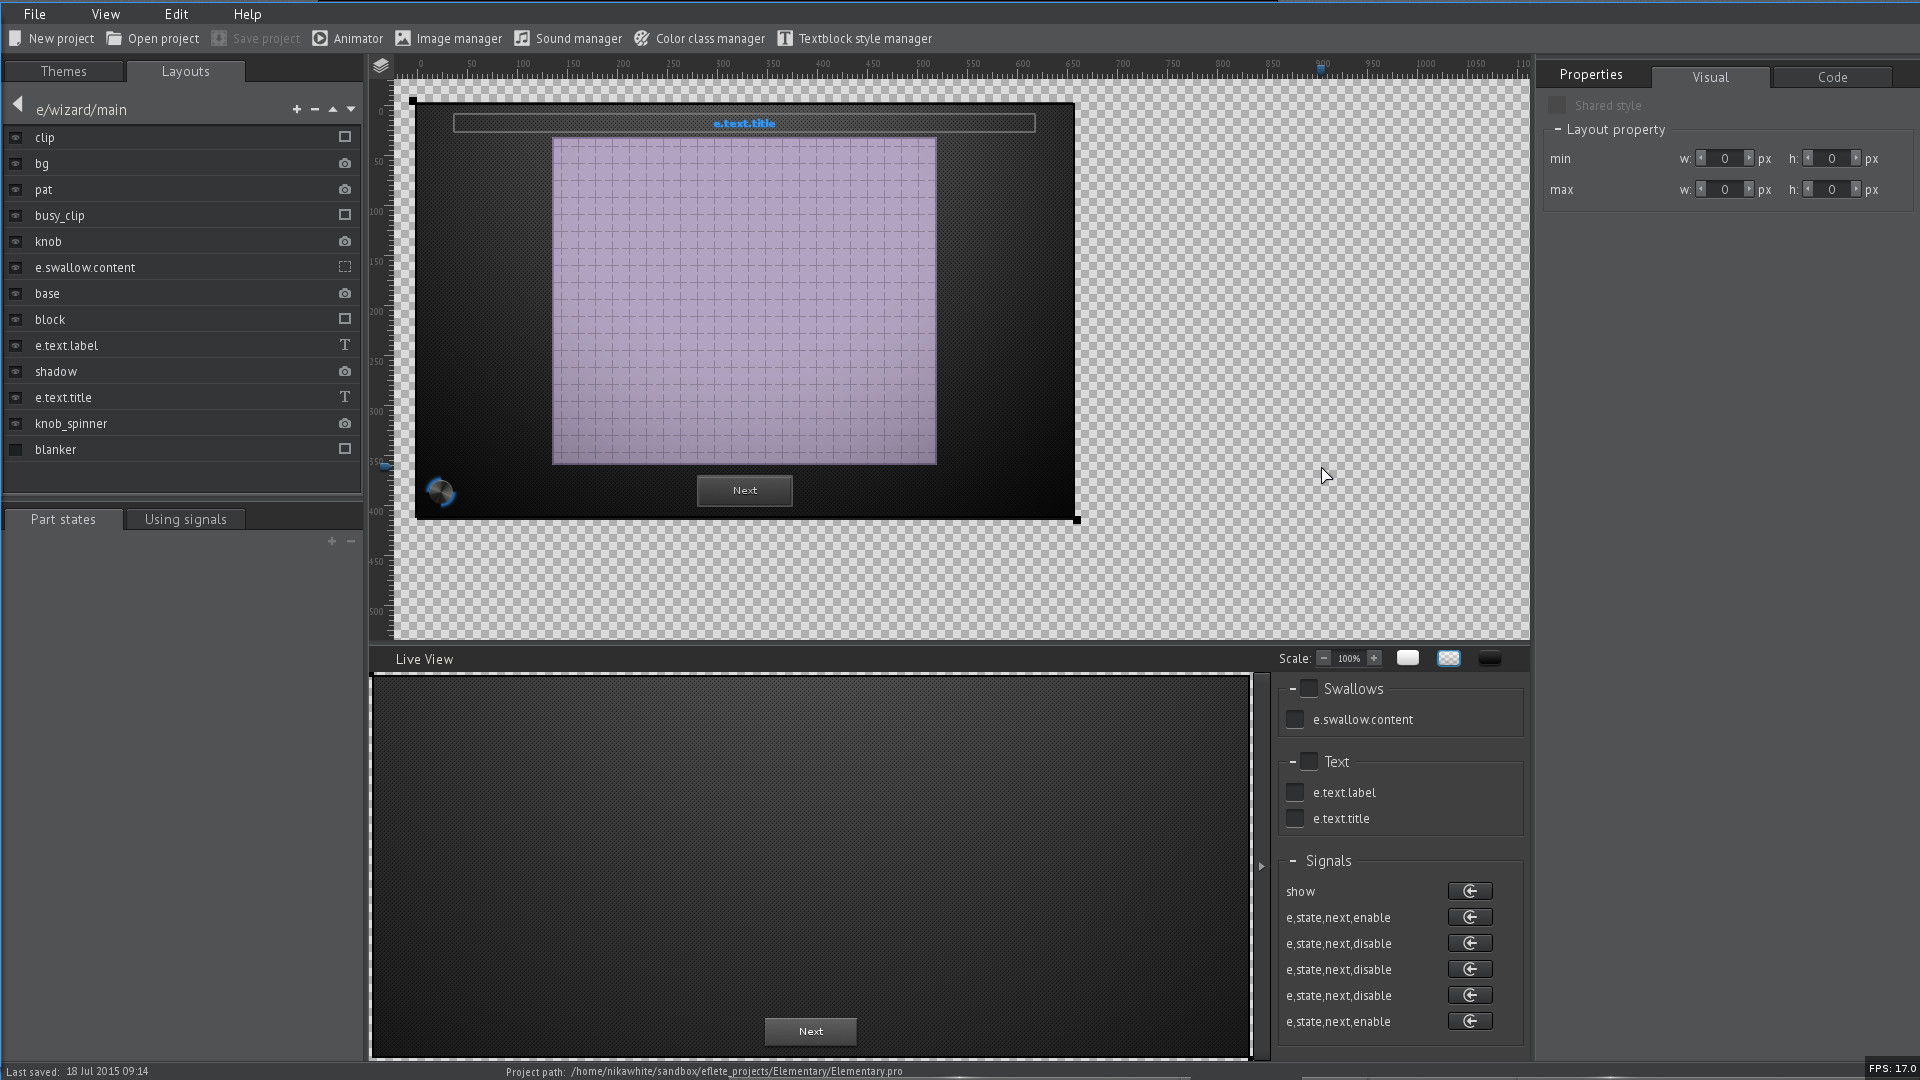 File View Edit Help
New project Open project Save project Animator Image manager Sound manager Color class manager Textblock style manager
Themes Layouts
e/wizard/main
clip
bg
pat
busy_clip
knob
e.swallow.content
base
block
e.text.label T
shadow
e.text.title T
knob_spinner
blanker
Part states Using signals
0 50 100 150 200 250 300 350 400 450 500 550 600 650 700 750 800 850 900 950 1000 1050 110
0
50
100
150
200
250
300
350
400
450
500
e.text.title
Next
Live View
Scale: 100%
Next
Swallows
e.swallow.content
Text
e.text.label
e.text.title
Signals
show
e,state,next,enable
e,state,next,disable
e,state,next,disable
e,state,next,disable
e,state,next,enable
Properties Visual Code
Shared style
Layout property
min w: 0 px h: 0 px
max w: 0 px h: 0 px
Last saved: 18 Jul 2015 09:14
Project path: /home/nikawhite/sandbox/eflete_projects/Elementary/Elementary.pro
FPS: 17.0